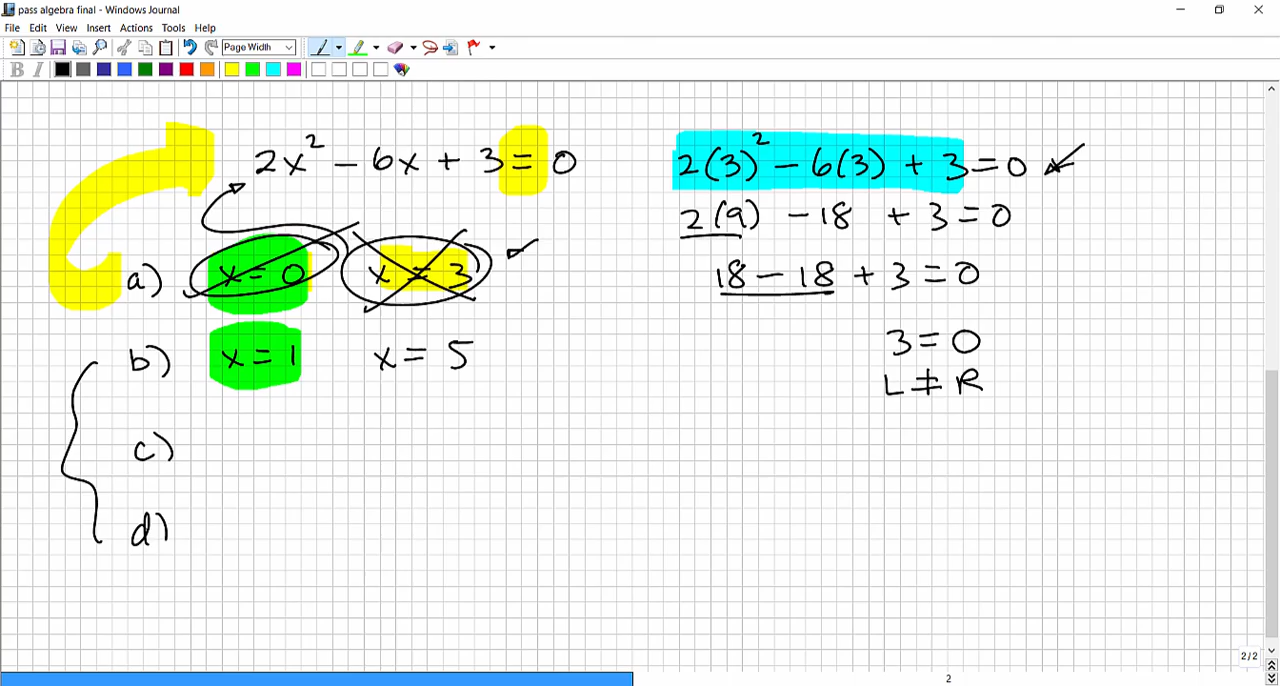 pass algebra final - Windows Journal
File Edit View Insert Actions Tools Help
Page Width
B I
2x² - 6x + 3 = 0
a) x = 0 x = 3
b) x = 1 x = 5
c)
d)
2(3)² - 6(3) + 3 = 0
2(9) - 18 + 3 = 0
18 - 18 + 3 = 0
3 = 0
L ≠ R
2/2
2